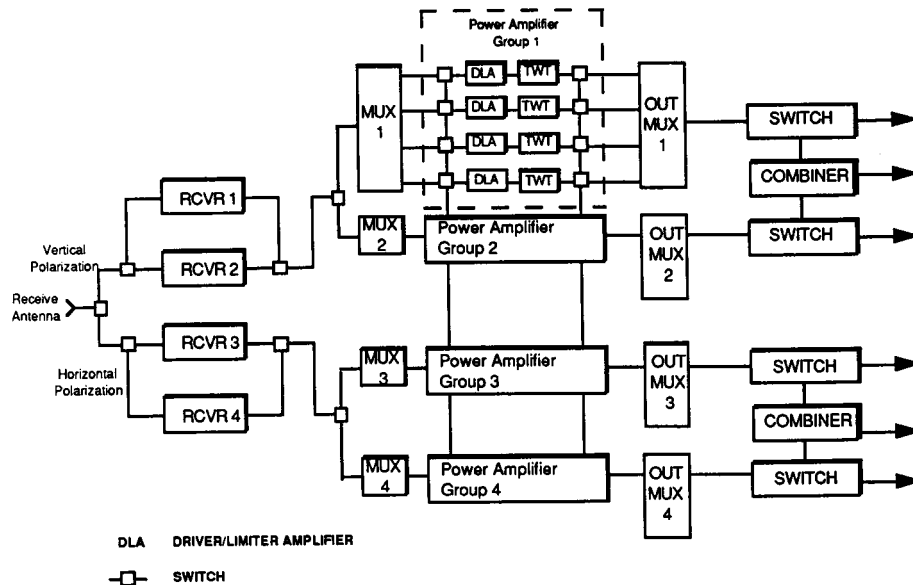 Power Amplifier
Group 1
MUX
1
DLA TWT
DLA TWT
DLA TWT
DLA TWT
OUT
MUX
1
SWITCH
COMBINER
SWITCH
RCVR 1
RCVR 2
Vertical
Polarization
MUX
2
Power Amplifier
Group 2
OUT
MUX
2
Receive
Antenna
RCVR 3
Horizontal
Polarization
RCVR 4
MUX
3
Power Amplifier
Group 3
OUT
MUX
3
SWITCH
COMBINER
SWITCH
MUX
4
Power Amplifier
Group 4
OUT
MUX
4
DLA DRIVER/LIMITER AMPLIFIER
SWITCH